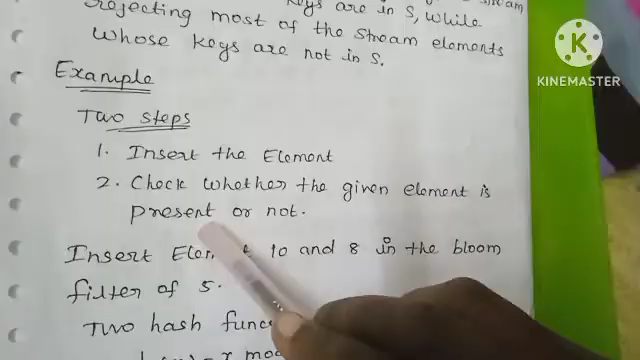 rejecting most of the stream elements
keys are in S, while
whose keys are not in S.
Example
Two steps
1. Insert the Element
2. Check whether the given element is
present or not.
Insert 10 and 8 in the bloom
filter of 5.
Two hash
KINEMASTER